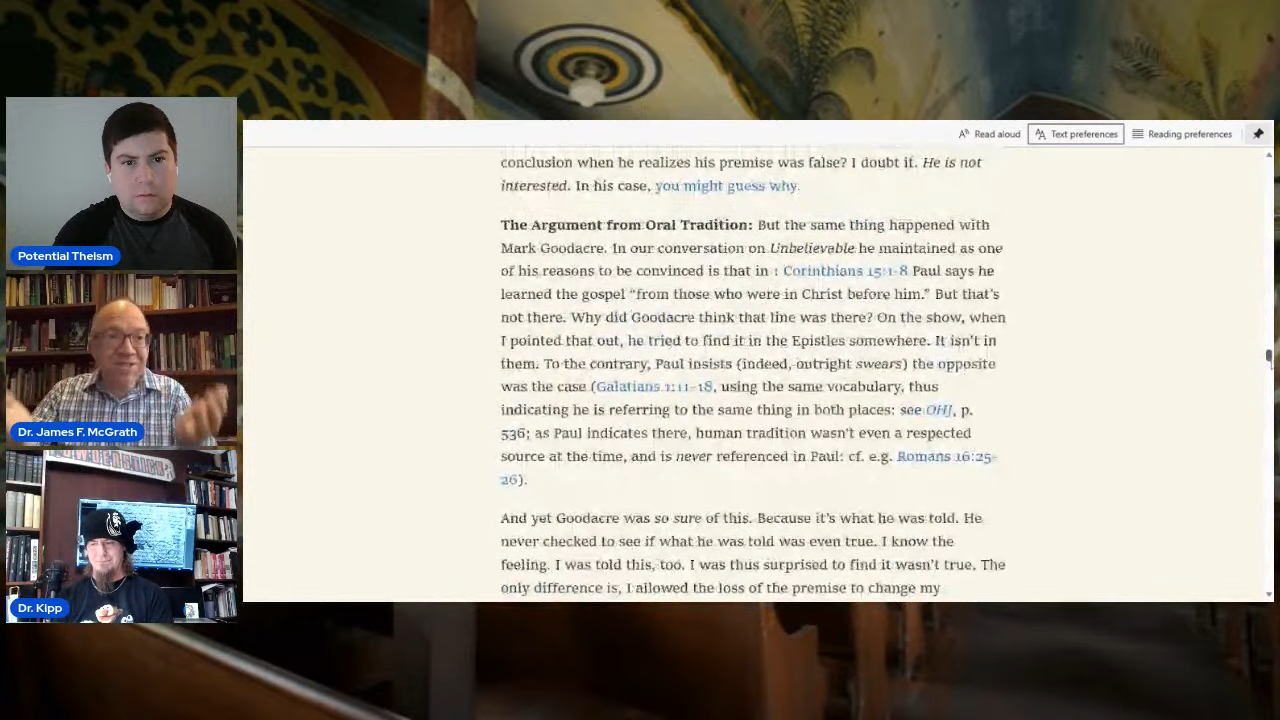 Read aloud
Text preferences
Reading preferences
conclusion when he realizes his premise was false? I doubt it. He is not
interested. In his case, you might guess why.
The Argument from Oral Tradition: But the same thing happened with
Mark Goodacre. In our conversation on Unbelievable he maintained as one
of his reasons to be convinced is that in 1 Corinthians 15:1-8 Paul says he
learned the gospel “from those who were in Christ before him.” But that’s
not there. Why did Goodacre think that line was there? On the show, when
I pointed that out, he tried to find it in the Epistles somewhere. It isn’t in
them. To the contrary, Paul insists (indeed, outright swears) the opposite
was the case (Galatians 1:11-18, using the same vocabulary, thus
indicating he is referring to the same thing in both places: see OHJ, p.
536; as Paul indicates there, human tradition wasn’t even a respected
source at the time, and is never referenced in Paul: cf. e.g. Romans 16:25-
26).
And yet Goodacre was so sure of this. Because it’s what he was told. He
never checked to see if what he was told was even true. I know the
feeling. I was told this, too. I was thus surprised to find it wasn’t true. The
only difference is, I allowed the loss of the premise to change my
Potential Theism
Dr. James F. McGrath
Dr. Kipp